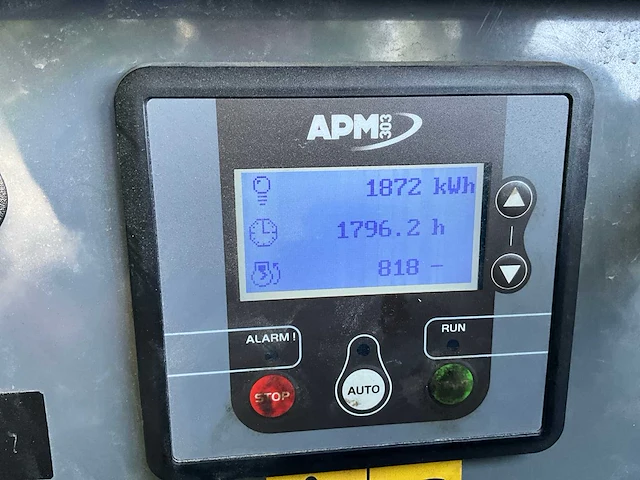 APM303
1872 kWh
1796.2 h
818 -
ALARM !
RUN
STOP
AUTO